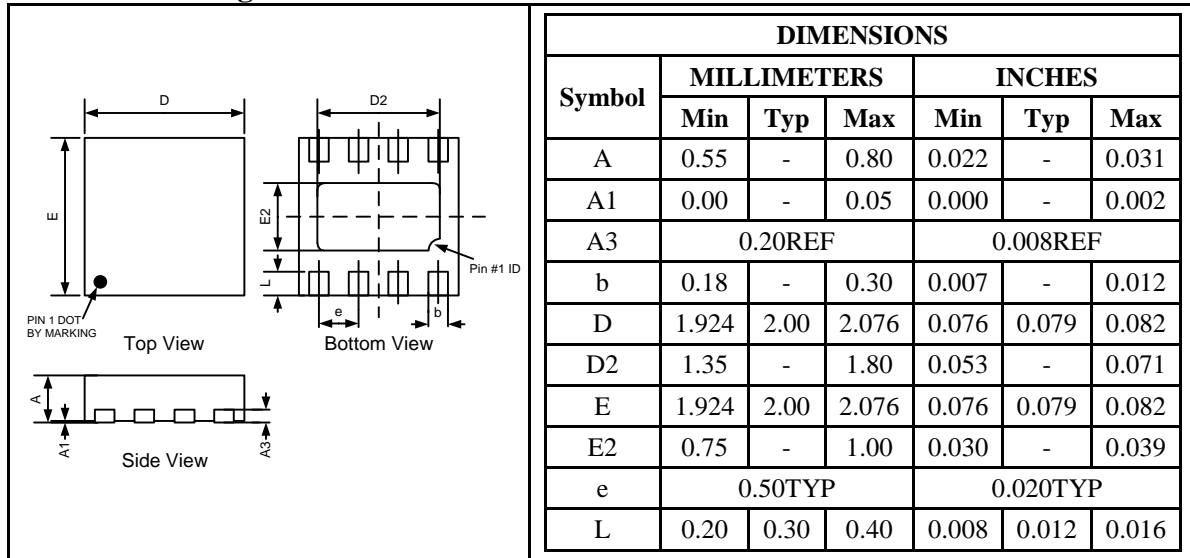 D
D2
E
E2
L
e
b
Pin #1 ID
PIN 1 DOT
BY MARKING
Top View
Bottom View
A
A1
A3
Side View
DIMENSIONS
Symbol MILLIMETERS INCHES
Min Typ Max Min Typ Max
A 0.55 - 0.80 0.022 - 0.031
A1 0.00 - 0.05 0.000 - 0.002
A3 0.20REF 0.008REF
b 0.18 - 0.30 0.007 - 0.012
D 1.924 2.00 2.076 0.076 0.079 0.082
D2 1.35 - 1.80 0.053 - 0.071
E 1.924 2.00 2.076 0.076 0.079 0.082
E2 0.75 - 1.00 0.030 - 0.039
e 0.50TYP 0.020TYP
L 0.20 0.30 0.40 0.008 0.012 0.016